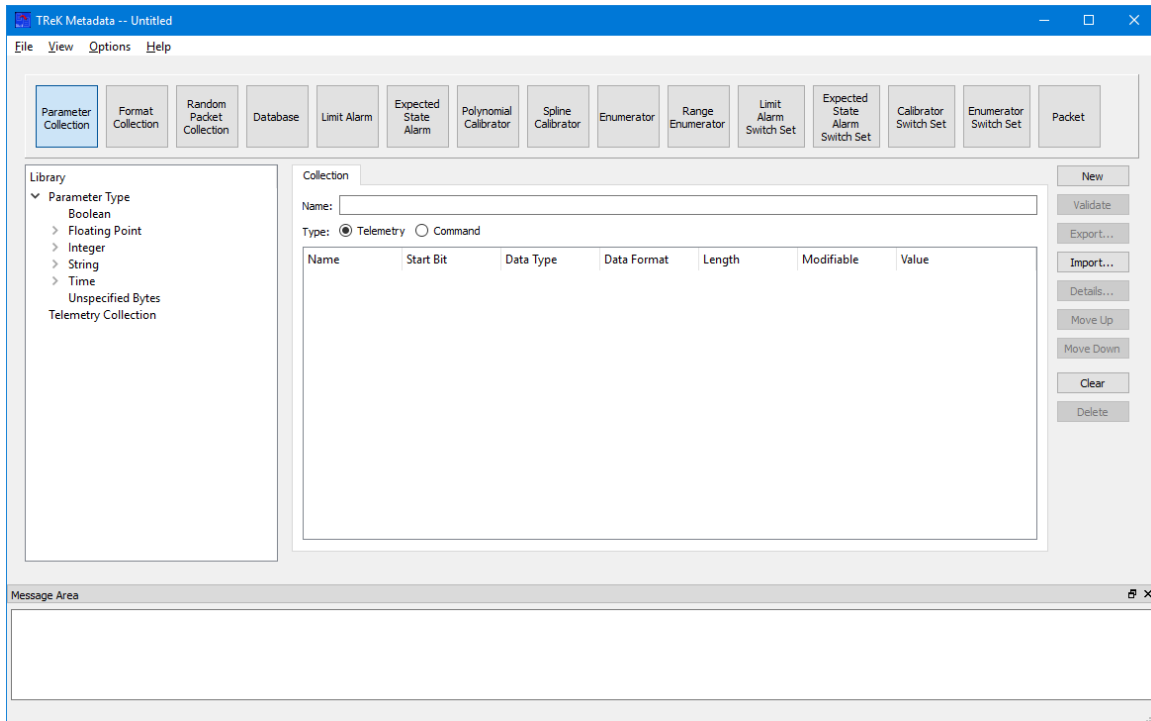 TReK Metadata -- Untitled
File View Options Help
Parameter Collection
Format Collection
Random Packet Collection
Database
Limit Alarm
Expected State Alarm
Polynomial Calibrator
Spline Calibrator
Enumerator
Range Enumerator
Limit Alarm Switch Set
Expected State Alarm Switch Set
Calibrator Switch Set
Enumerator Switch Set
Packet
Library
Parameter Type
Boolean
Floating Point
Integer
String
Time
Unspecified Bytes
Telemetry Collection
Collection
Name:
Type: Telemetry Command
Name Start Bit Data Type Data Format Length Modifiable Value
New
Validate
Export...
Import...
Details...
Move Up
Move Down
Clear
Delete
Message Area